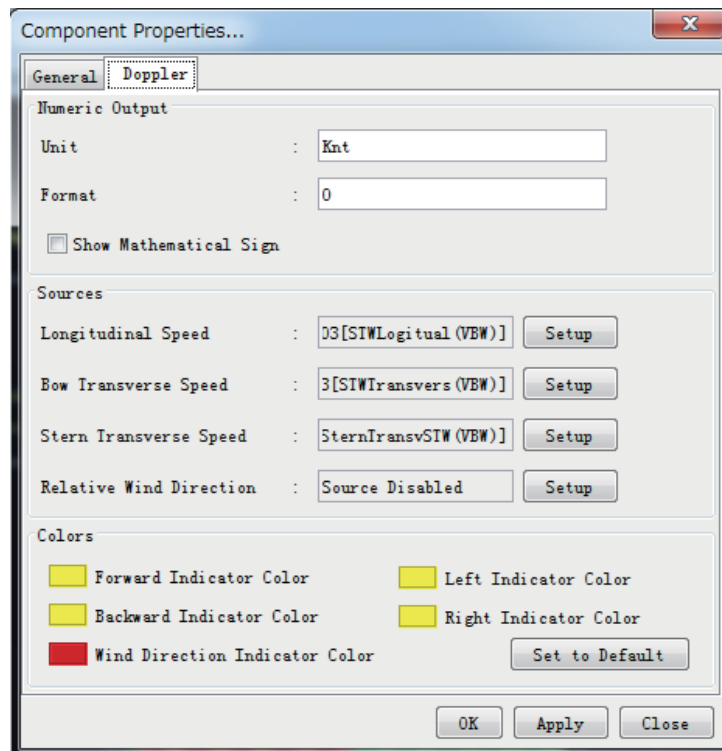 Component Properties...
General Doppler
Numeric Output
Unit : Knt
Format : 0
Show Mathematical Sign
Sources
Longitudinal Speed : 03[STWLogitual(VBW)] Setup
Bow Transverse Speed : 3[STWTransvers(VBW)] Setup
Stern Transverse Speed : SternTransvSTW(VBW)] Setup
Relative Wind Direction : Source Disabled Setup
Colors
Forward Indicator Color Left Indicator Color
Backward Indicator Color Right Indicator Color
Wind Direction Indicator Color Set to Default
OK Apply Close